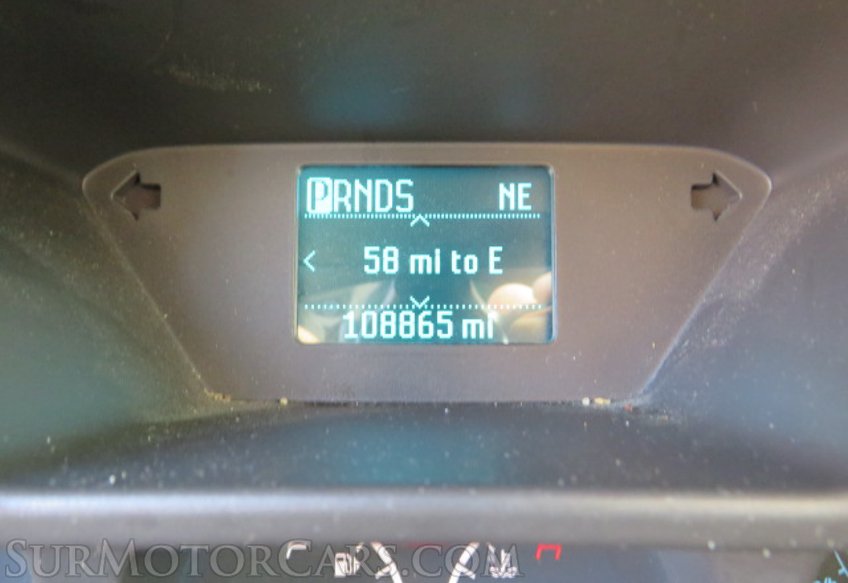 PRNDS NE
58 mi to E
108865 mi
SURMOTORCARS.COM